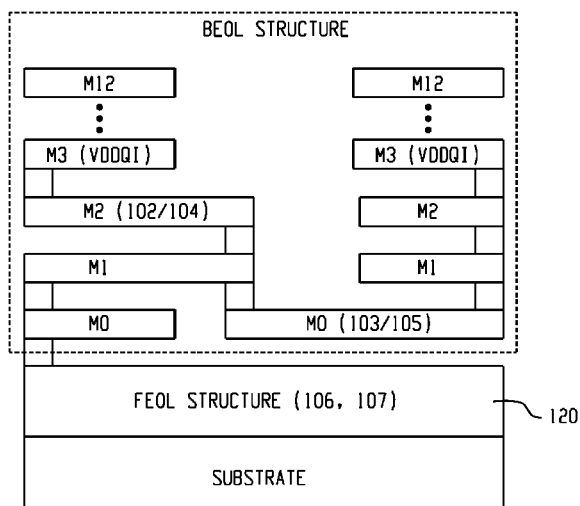 BEOL STRUCTURE
M12 M12
M3 (VDDQI) M3 (VDDQI)
M2 (102/104) M2
M1 M1
M0 M0 (103/105)
FEOL STRUCTURE (106, 107)
120
SUBSTRATE